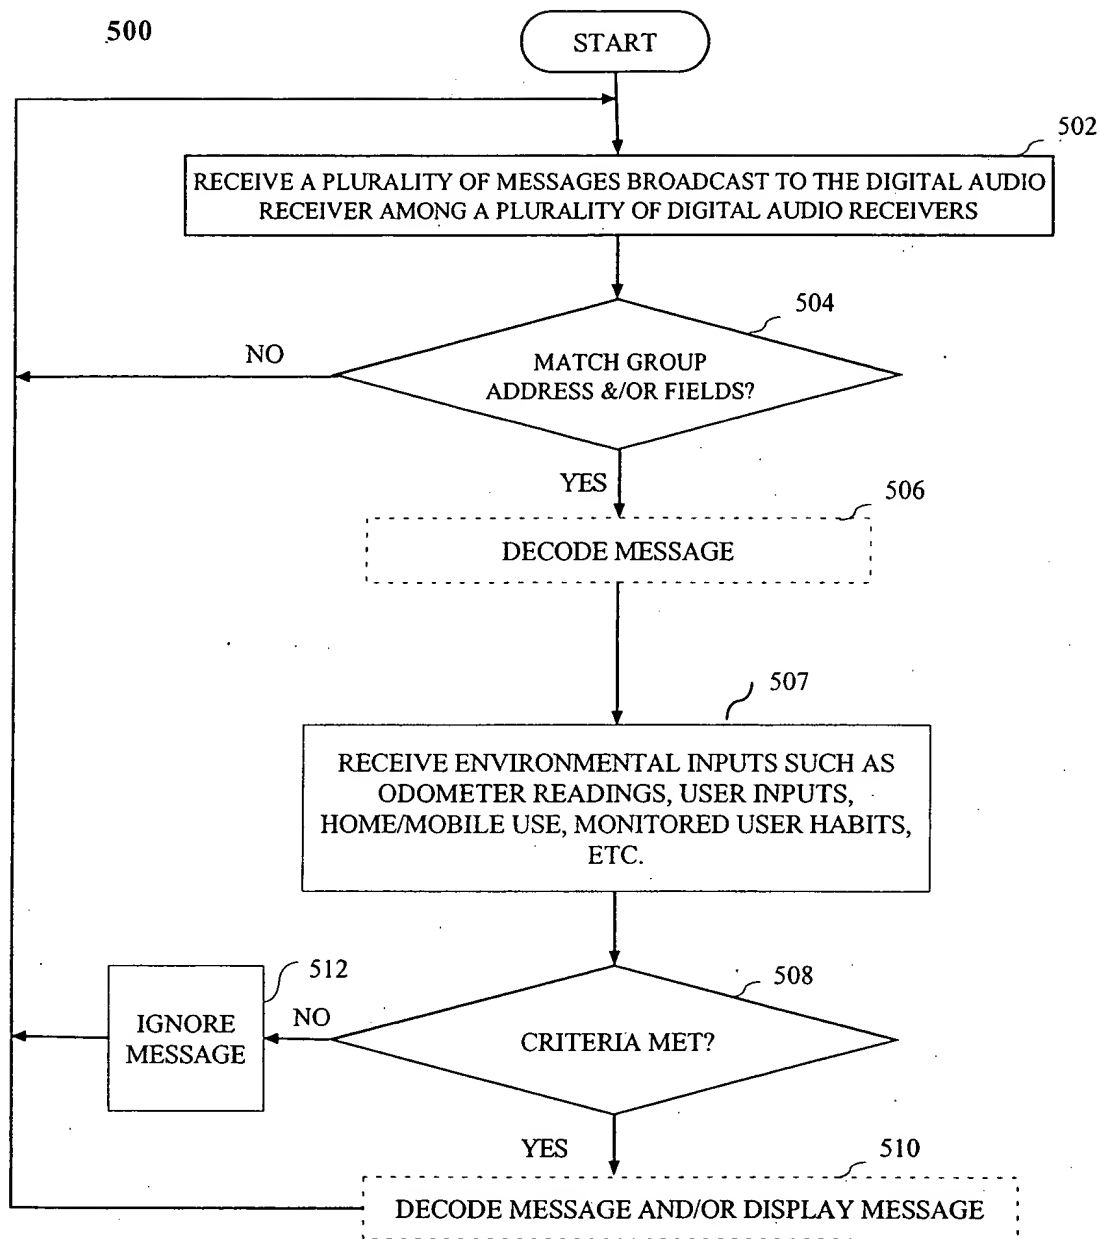 500
START
502
RECEIVE A PLURALITY OF MESSAGES BROADCAST TO THE DIGITAL AUDIO
RECEIVER AMONG A PLURALITY OF DIGITAL AUDIO RECEIVERS
504
NO
MATCH GROUP
ADDRESS &/OR FIELDS?
YES
506
DECODE MESSAGE
507
RECEIVE ENVIRONMENTAL INPUTS SUCH AS
ODOMETER READINGS, USER INPUTS,
HOME/MOBILE USE, MONITORED USER HABITS,
ETC.
512
508
IGNORE
MESSAGE
NO
CRITERIA MET?
YES
510
DECODE MESSAGE AND/OR DISPLAY MESSAGE